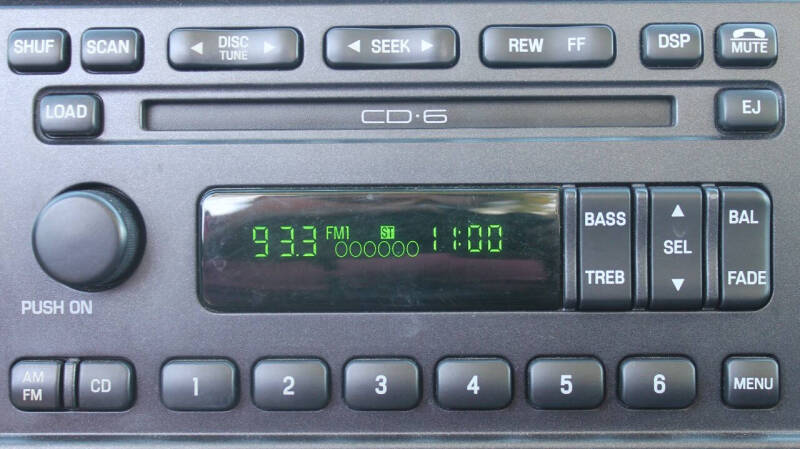 SHUF SCAN ◄ DISC TUNE ► ◄ SEEK ► REW FF DSP MUTE
LOAD CD·6 EJ
93.3 FM1 ST 11:00
BASS SEL BAL
TREB FADE
PUSH ON
AM FM CD 1 2 3 4 5 6 MENU